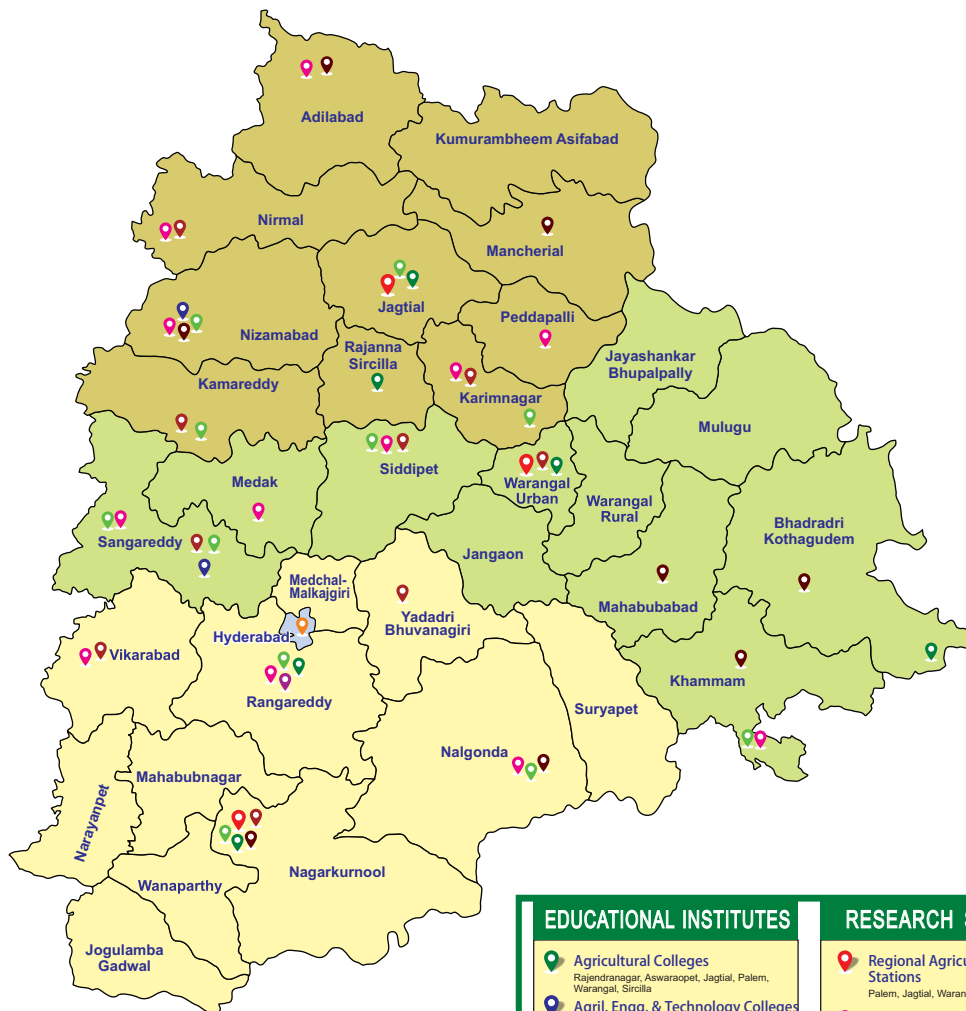 Adilabad
Kumurambheem Asifabad
Nirmal
Mancherial
Jagtial
Peddapalli
Nizamabad
Rajanna
Sircilla
Jayashankar
Bhupalpally
Kamareddy
Karimnagar
Mulugu
Siddipet
Medak
Warangal
Urban
Warangal
Rural
Bhadradri
Kothagudem
Sangareddy
Jangaon
Medchal-
Malkajgiri
Mahabubabad
Yadadri
Bhuvanagiri
Hyderabad
Vikarabad
Khammam
Rangareddy
Suryapet
Nalgonda
Mahabubnagar
Narayanpet
Nagarkurnool
Wanaparthy
Jogulamba
Gadwal
EDUCATIONAL INSTITUTES
Agricultural Colleges
Rajendranagar, Aswaraopet, Jagtial, Palem,
Warangal, Sircilla
Agril. Engg. & Technology Colleges
RESEARCH
Regional
Stations
Palem, Jagtial,